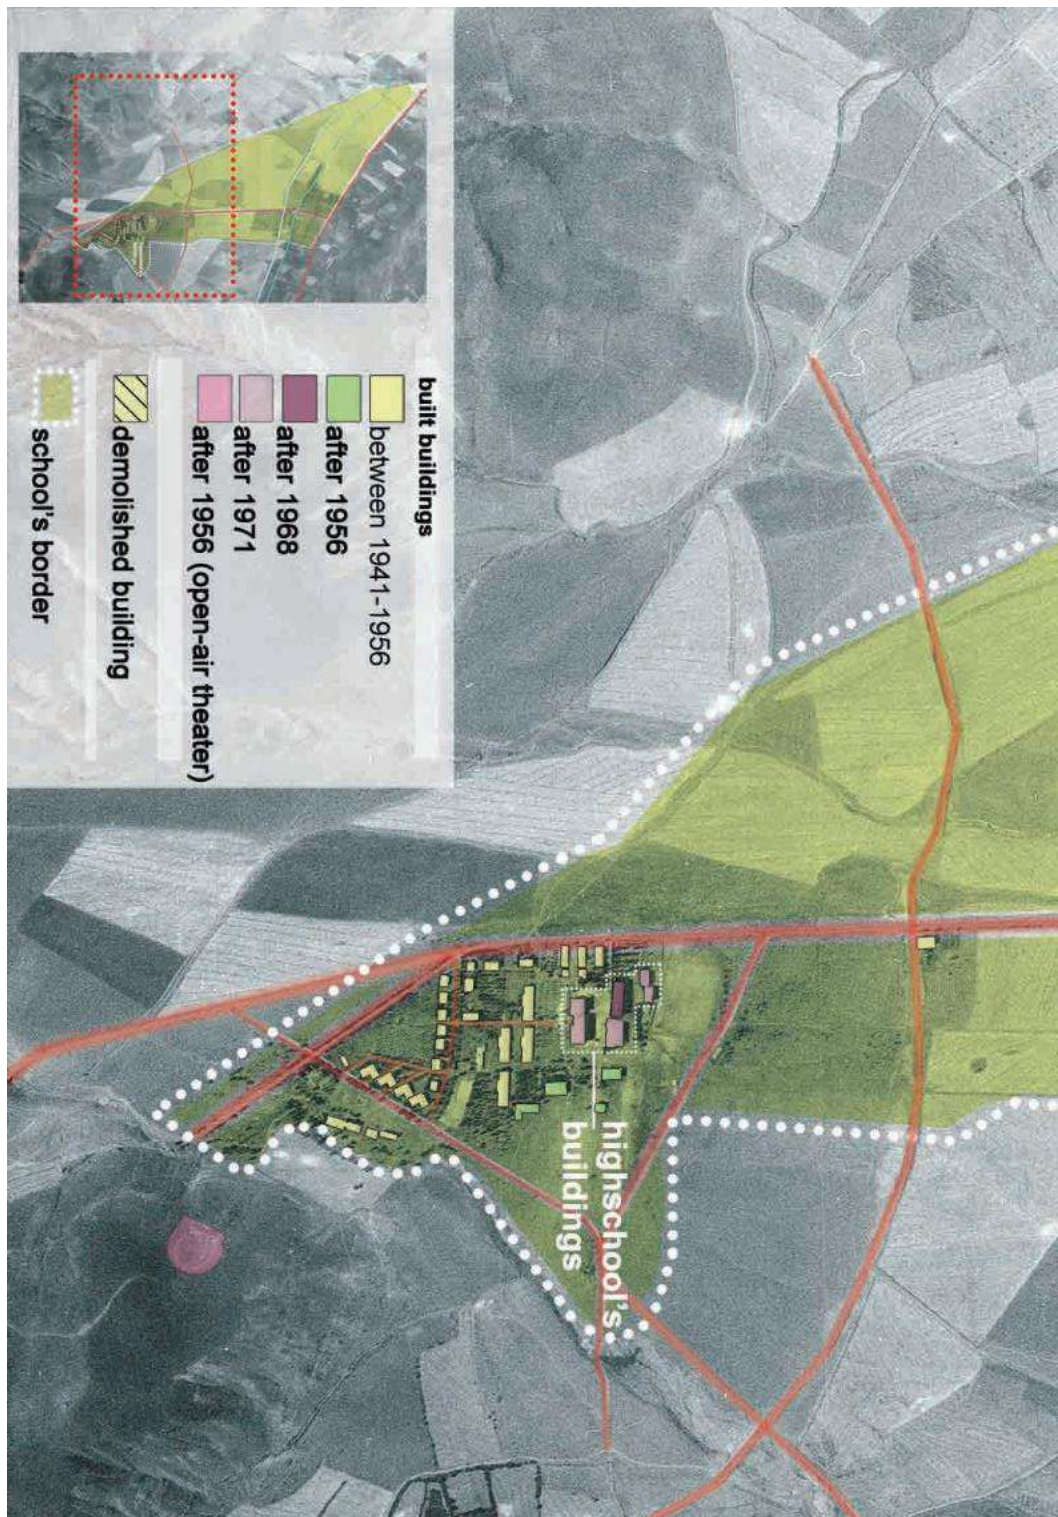 built buildings
between 1941-1956
after 1956
after 1968
after 1971
after 1956 (open-air theater)
demolished building
school's border
highschool's
buildings